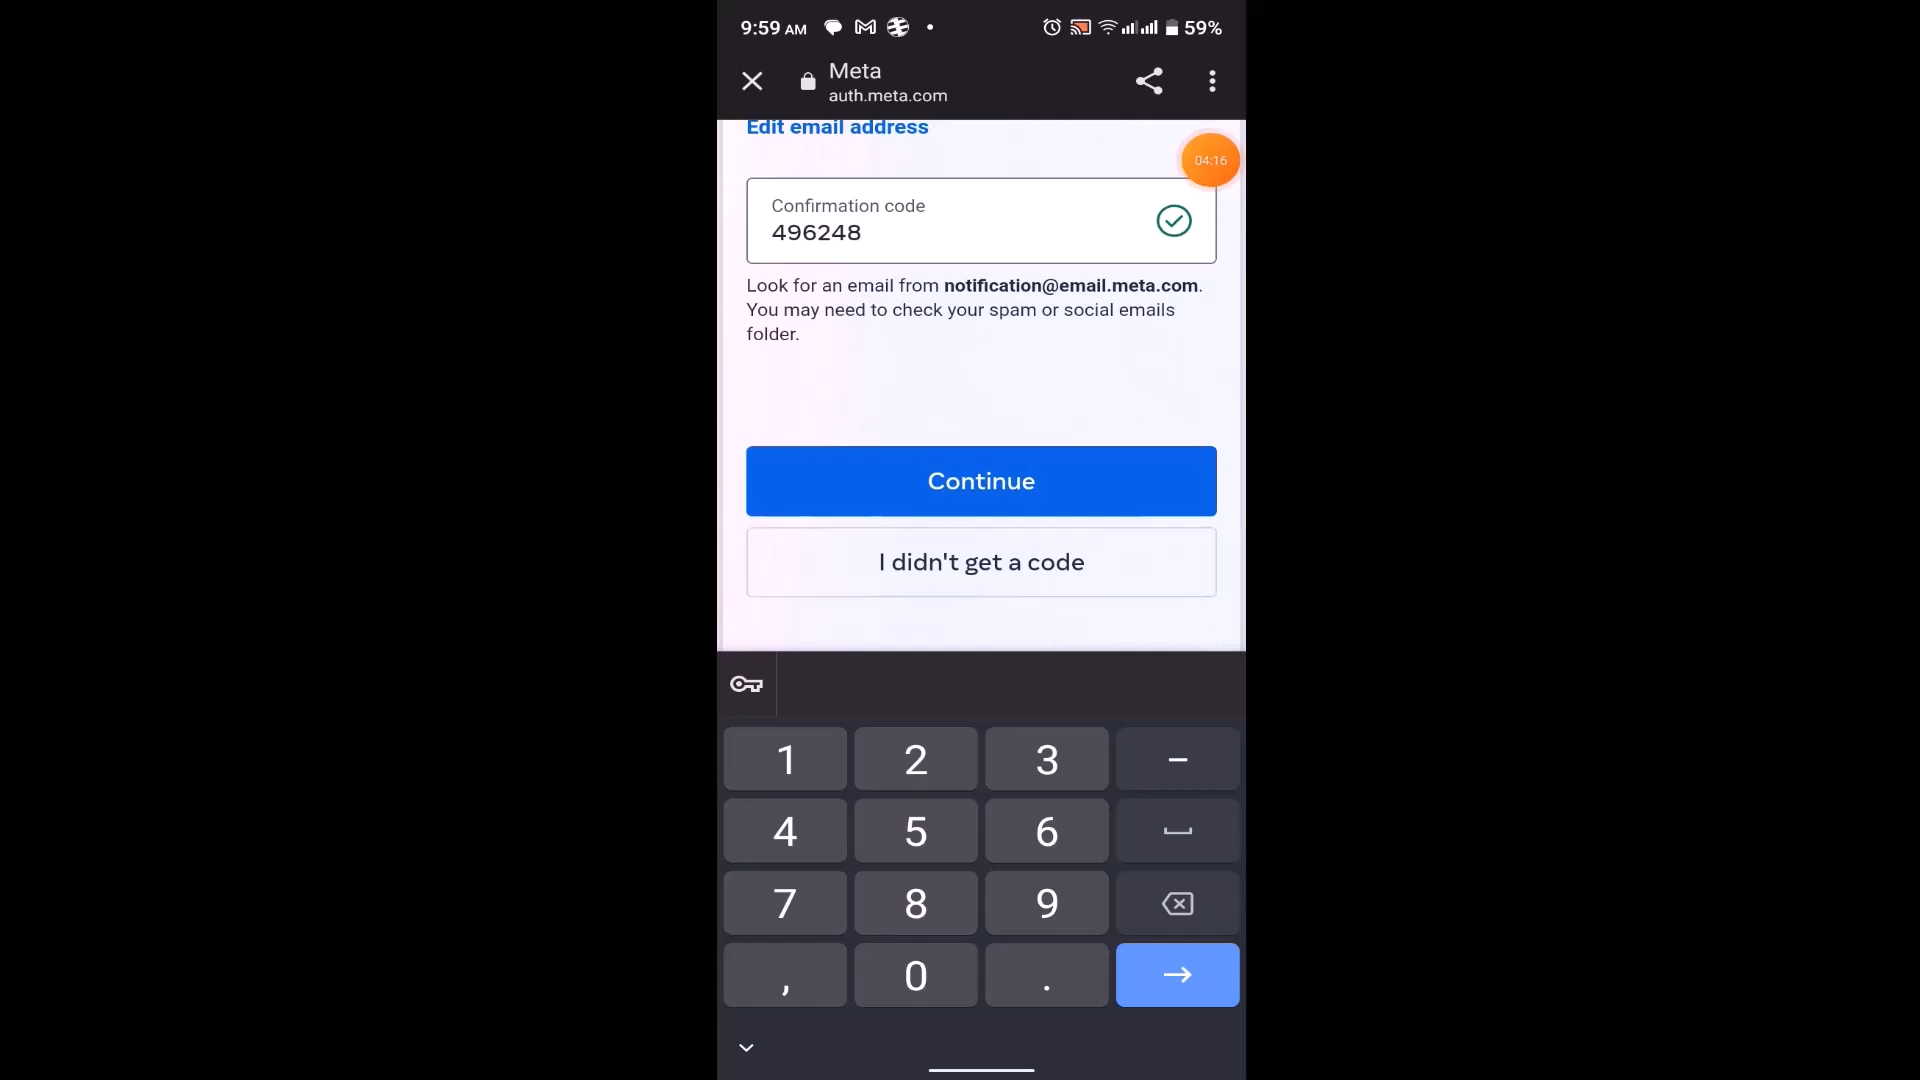 9:59 AM
59%
Meta
auth.meta.com
Edit email address
04:16
Confirmation code
496248
Look for an email from notification@email.meta.com.
You may need to check your spam or social emails
folder.
Continue
I didn't get a code
1 2 3 –
4 5 6
7 8 9
, 0 .